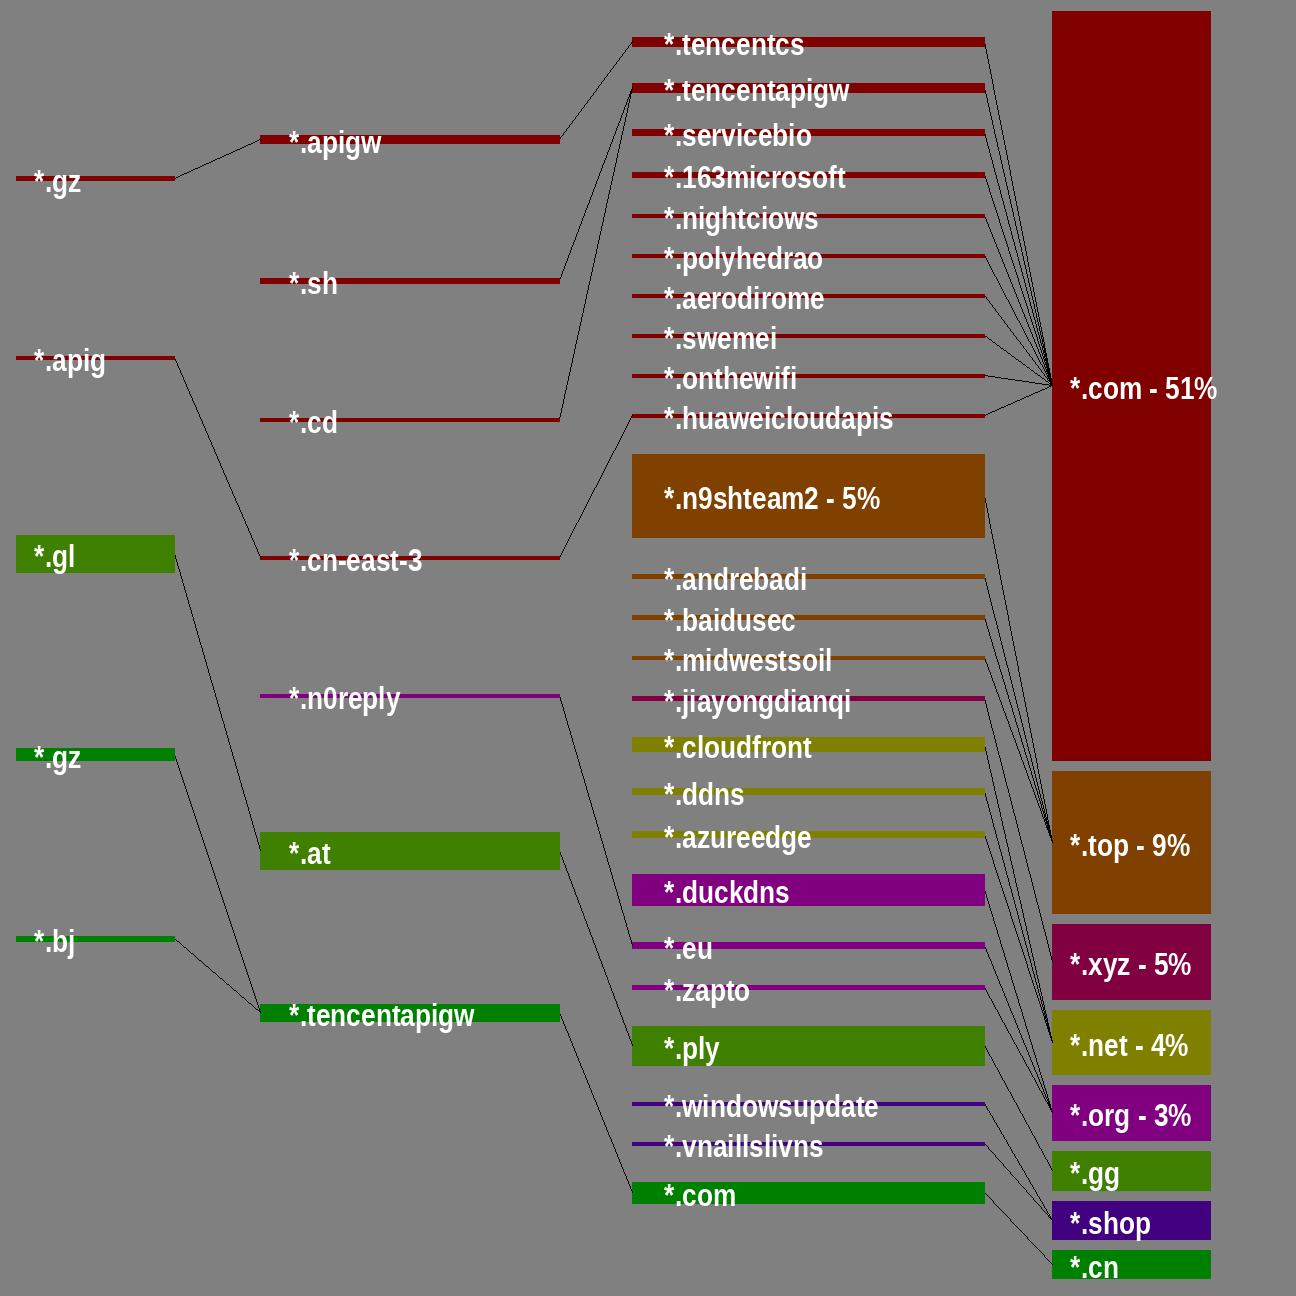 *.gz
*.apig
*.gl
*.gz
*.bj
*.apigw
*.sh
*.cd
*.cn-east-3
*.n0reply
*.at
*.tencentapigw
*.tencentcs
*.tencentapigw
*.servicebio
*.163microsoft
*.nightciows
*.polyhedrao
*.aerodirome
*.swemei
*.onthewifi
*.huaweicloudapis
*.n9shteam2 - 5%
*.andrebadi
*.baidusec
*.midwestsoil
*.jiayongdianqi
*.cloudfront
*.ddns
*.azureedge
*.duckdns
*.eu
*.zapto
*.ply
*.windowsupdate
*.vnaillslivns
*.com
*.com - 51%
*.top - 9%
*.xyz - 5%
*.net - 4%
*.org - 3%
*.gg
*.shop
*.cn